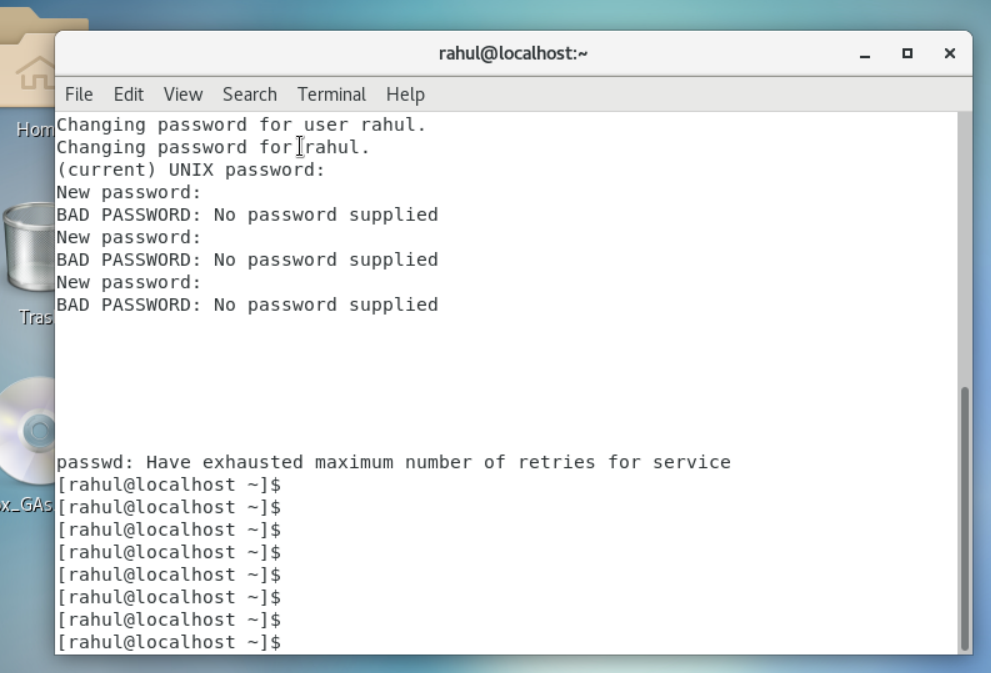 rahul@localhost:~
File Edit View Search Terminal Help
Changing password for user rahul.
Changing password for rahul.
(current) UNIX password:
New password:
BAD PASSWORD: No password supplied
New password:
BAD PASSWORD: No password supplied
New password:
BAD PASSWORD: No password supplied
passwd: Have exhausted maximum number of retries for service
[rahul@localhost ~]$
[rahul@localhost ~]$
[rahul@localhost ~]$
[rahul@localhost ~]$
[rahul@localhost ~]$
[rahul@localhost ~]$
[rahul@localhost ~]$
[rahul@localhost ~]$
Hom
Tras
x_GAs